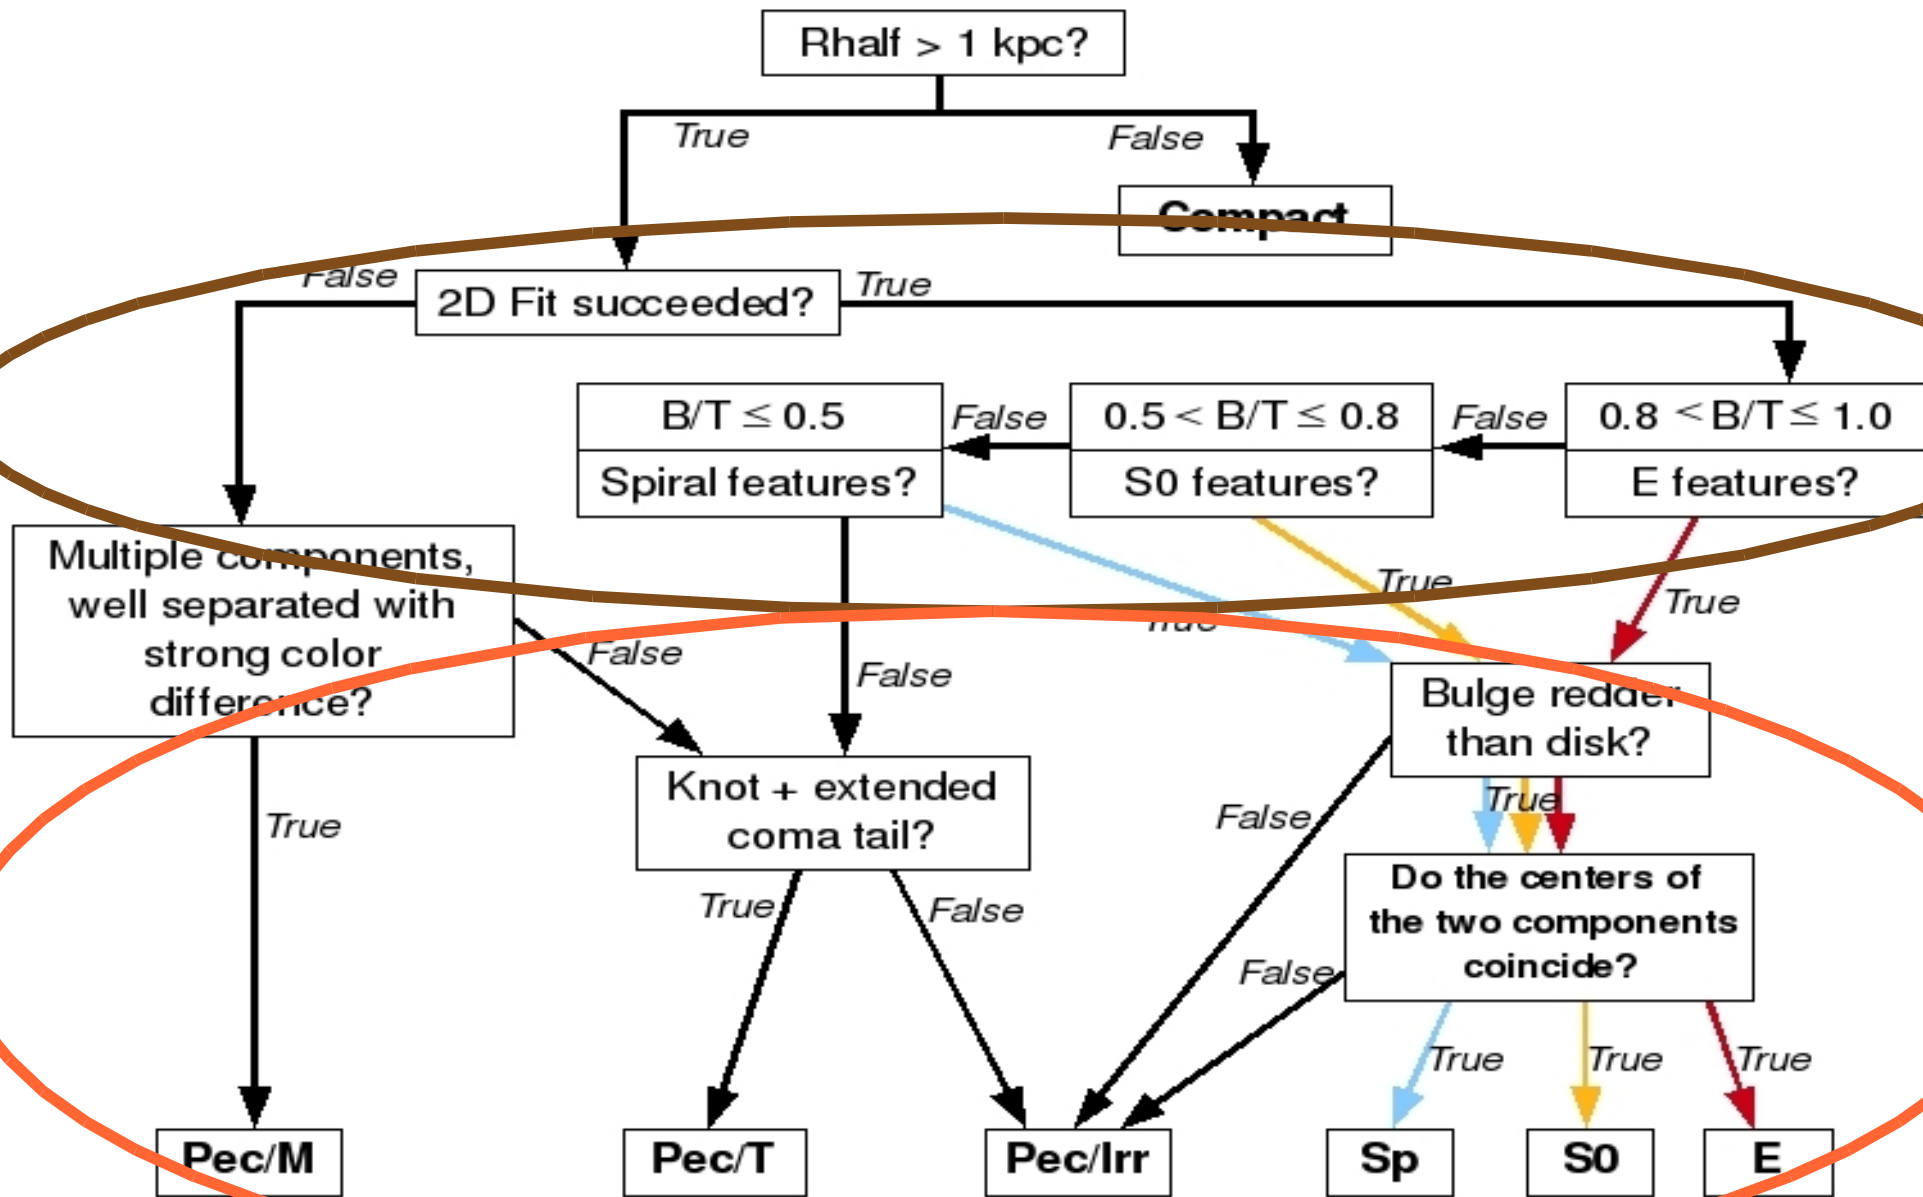 Rhalf > 1 kpc?
True
False
Compact
False
2D Fit succeeded?
True
B/T ≤ 0.5
False
0.5 < B/T ≤ 0.8
False
0.8 < B/T ≤ 1.0
Spiral features?
S0 features?
E features?
Multiple components,
well separated with
strong color
difference?
True
True
True
False
False
Bulge redder
than disk?
Knot + extended
coma tail?
True
False
True
Do the centers of
the two components
coincide?
True
False
False
True
True
True
Pec/M
Pec/T
Pec/Irr
Sp
S0
E